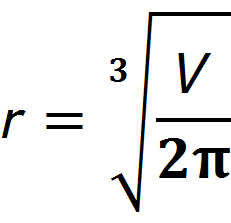 r = ∛(V/2π)